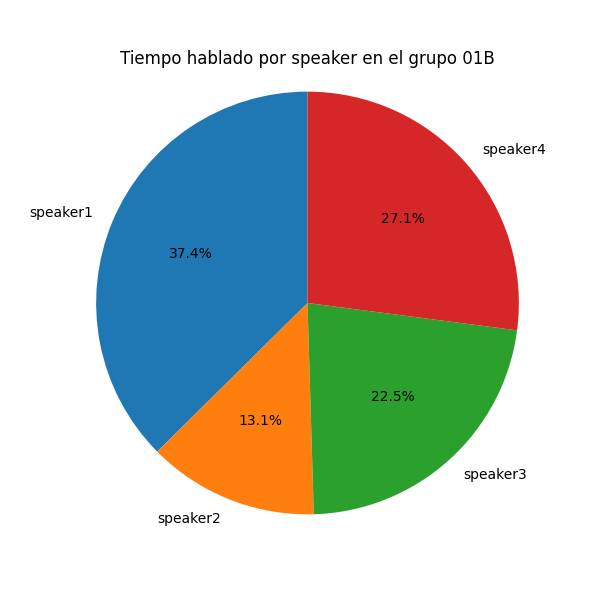 Tiempo hablado por speaker en el grupo 01B
speaker4
speaker1
27.1%
37.4%
22.5%
13.1%
speaker3
speaker2